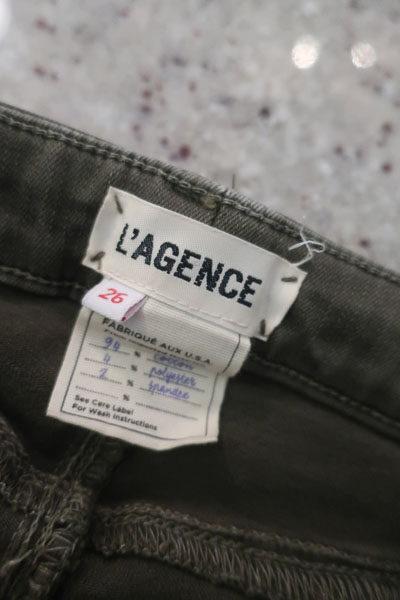 L'AGENCE
26
FABRIQUÉ AUX U.S.A
94 % cotton
4 % polyester
2 % spandex
%
%
See Care Label
For Wash Instructions